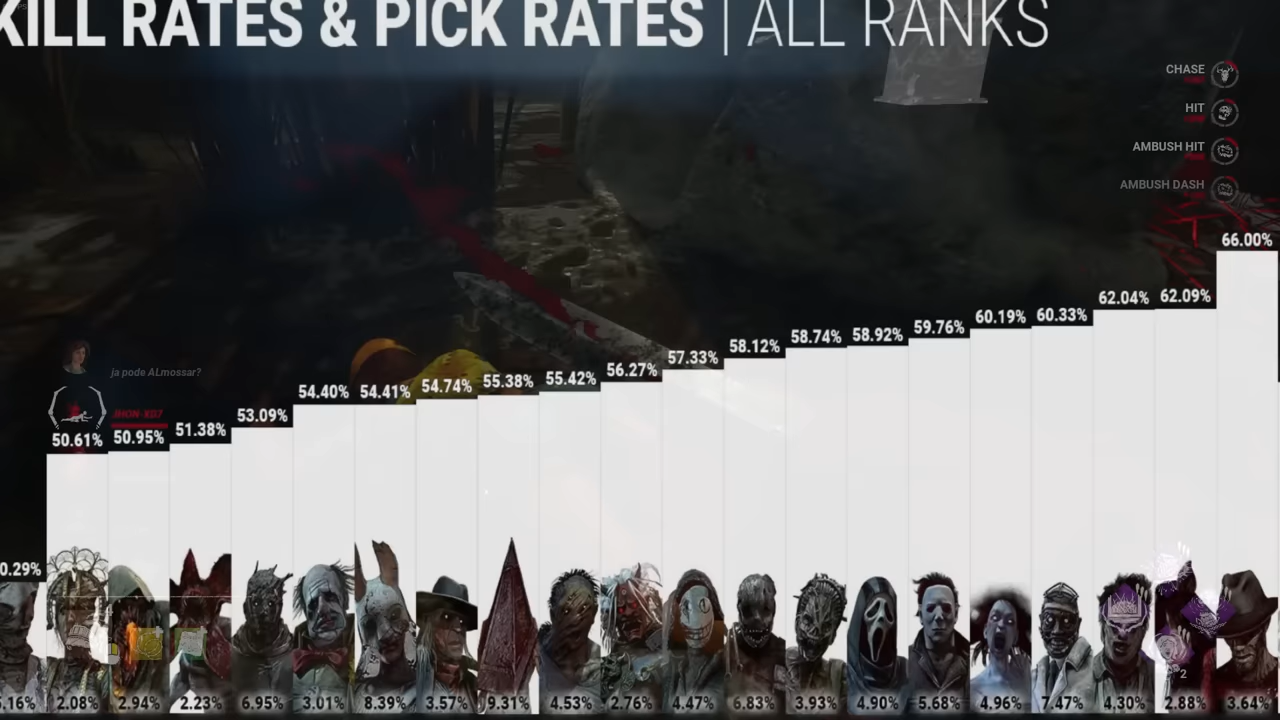 KILL RATES & PICK RATES | ALL RANKS
CHASE
HIT
AMBUSH HIT
AMBUSH DASH
66.00%
62.04% 62.09%
60.19% 60.33%
58.74% 58.92% 59.76%
58.12%
57.33%
56.27%
54.40% 54.41% 54.74% 55.38% 55.42%
ja pode ALmossar?
JHON-XG7
53.09%
50.61% 50.95% 51.38%
0.29%
2
5.16% 2.08% 2.94% 2.23% 6.95% 3.01% 8.39% 3.57% 9.31% 4.53% 2.76% 4.47% 6.83% 3.93% 4.90% 5.68% 4.96% 7.47% 4.30% 2.88% 3.64%